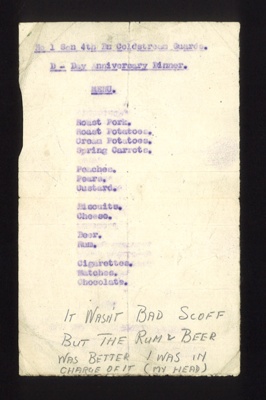 No 1 Sqn 4th Bn Coldstream Guards.
D - Day Anniversary Dinner.
MENU.
Roast Pork.
Roast Potatoes.
Cream Potatoes.
Spring Carrots.
Peaches.
Pears.
Custard.
Biscuits.
Cheese.
Beer.
Rum.
Cigarettes.
Matches.
Chocolate.
IT WASNT BAD SCOFF
BUT THE RUM & BEER
WAS BETTER I WAS IN
CHARGE OF IT (MY HEAD)